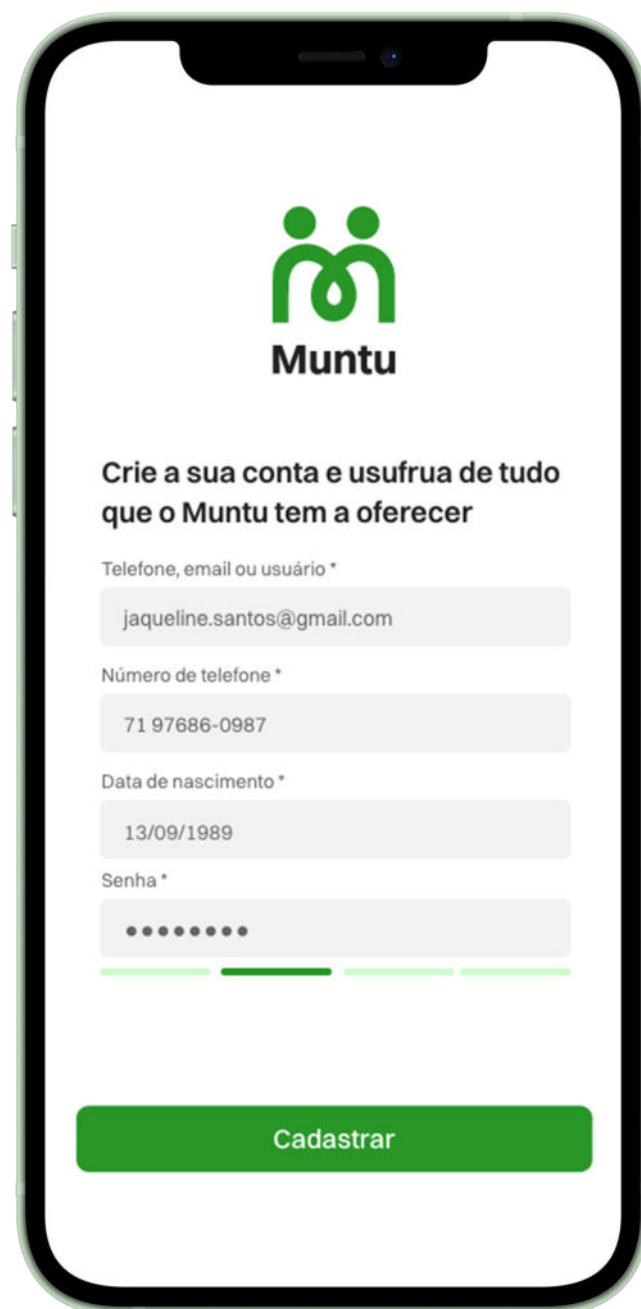 Muntu
Crie a sua conta e usufrua de tudo
que o Muntu tem a oferecer
Telefone, email ou usuário *
jaqueline.santos@gmail.com
Número de telefone *
71 97686-0987
Data de nascimento *
13/09/1989
Senha *
••••••••
Cadastrar